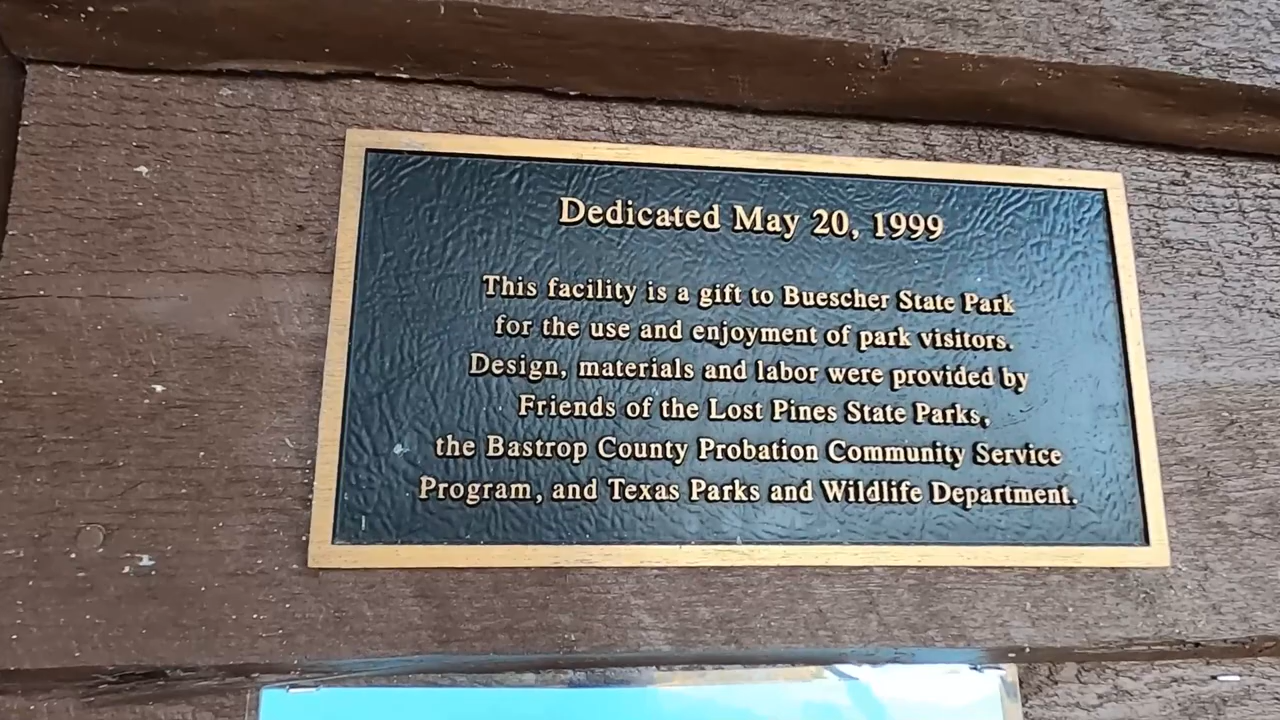 Dedicated May 20, 1999
This facility is a gift to Buescher State Park
for the use and enjoyment of park visitors.
Design, materials and labor were provided by
Friends of the Lost Pines State Parks,
the Bastrop County Probation Community Service
Program, and Texas Parks and Wildlife Department.